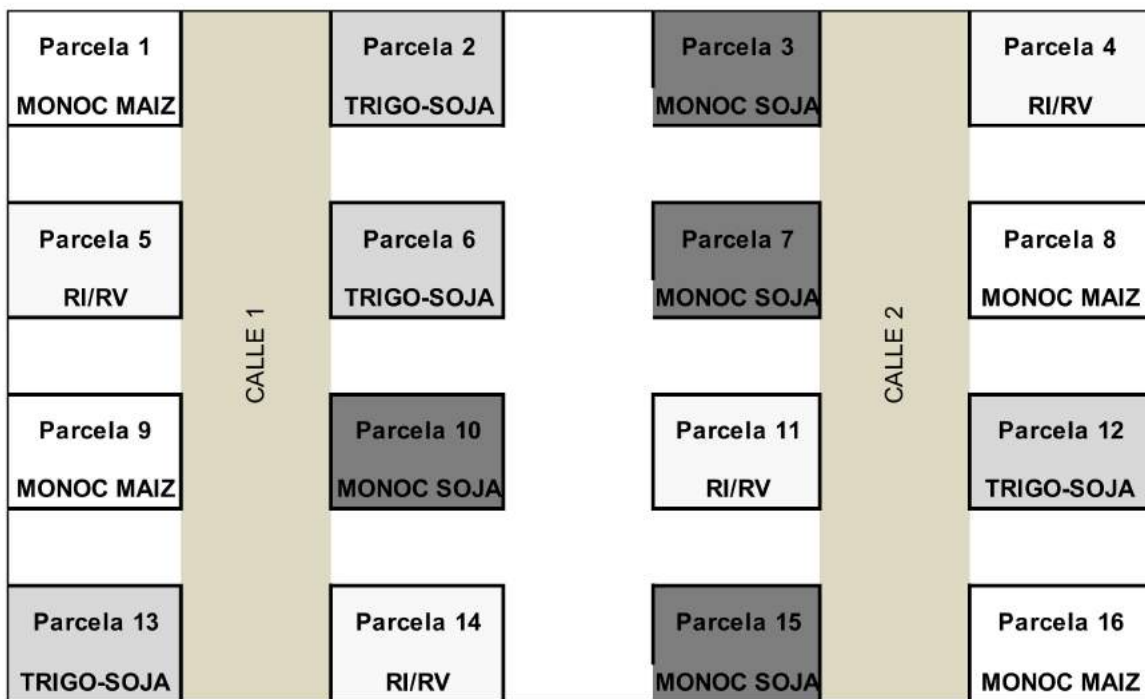 Parcela 1
MONOC MAIZ
Parcela 2
TRIGO-SOJA
Parcela 3
MONOC SOJA
Parcela 4
RI/RV
Parcela 5
RI/RV
Parcela 6
TRIGO-SOJA
Parcela 7
MONOC SOJA
Parcela 8
MONOC MAIZ
CALLE 1
CALLE 2
Parcela 9
MONOC MAIZ
Parcela 10
MONOC SOJA
Parcela 11
RI/RV
Parcela 12
TRIGO-SOJA
Parcela 13
TRIGO-SOJA
Parcela 14
RI/RV
Parcela 15
MONOC SOJA
Parcela 16
MONOC MAIZ